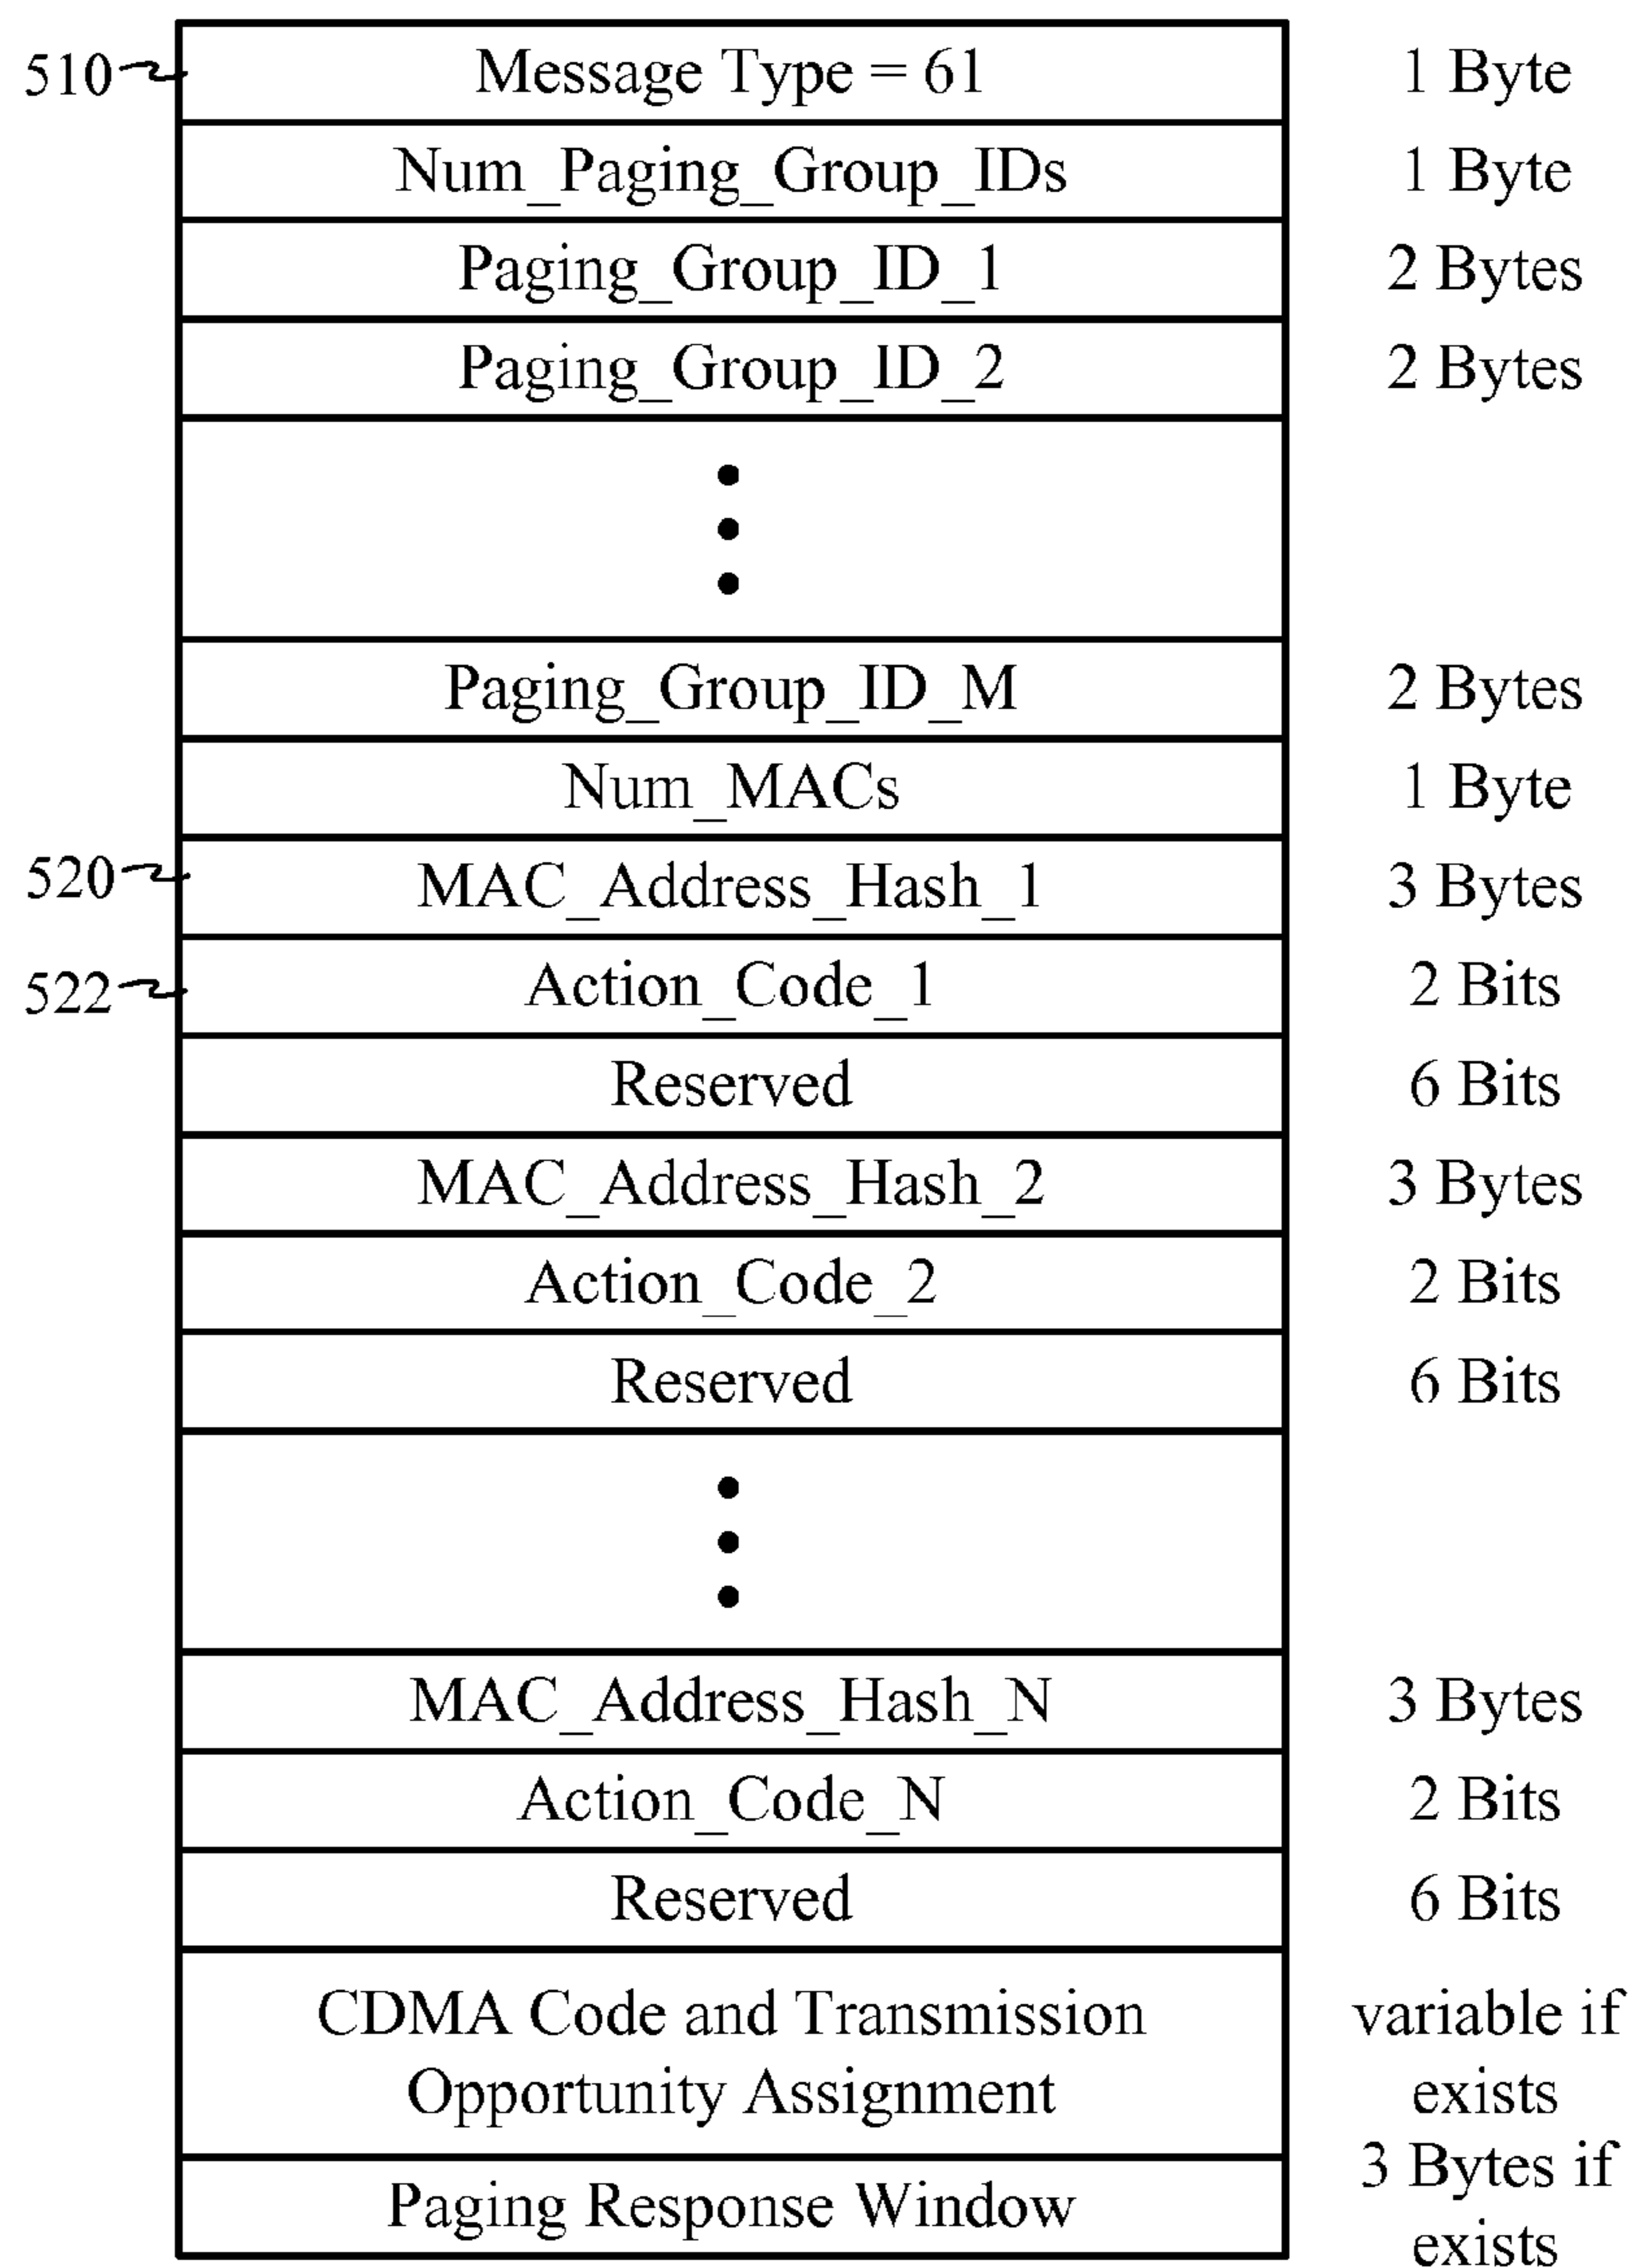 510 Message Type = 61 1 Byte
Num_Paging_Group_IDs 1 Byte
Paging_Group_ID_1 2 Bytes
Paging_Group_ID_2 2 Bytes
Paging_Group_ID_M 2 Bytes
Num_MACs 1 Byte
520 MAC_Address_Hash_1 3 Bytes
522 Action_Code_1 2 Bits
Reserved 6 Bits
MAC_Address_Hash_2 3 Bytes
Action_Code_2 2 Bits
Reserved 6 Bits
MAC_Address_Hash_N 3 Bytes
Action_Code_N 2 Bits
Reserved 6 Bits
CDMA Code and Transmission variable if
Opportunity Assignment exists
Paging Response Window 3 Bytes if
exists